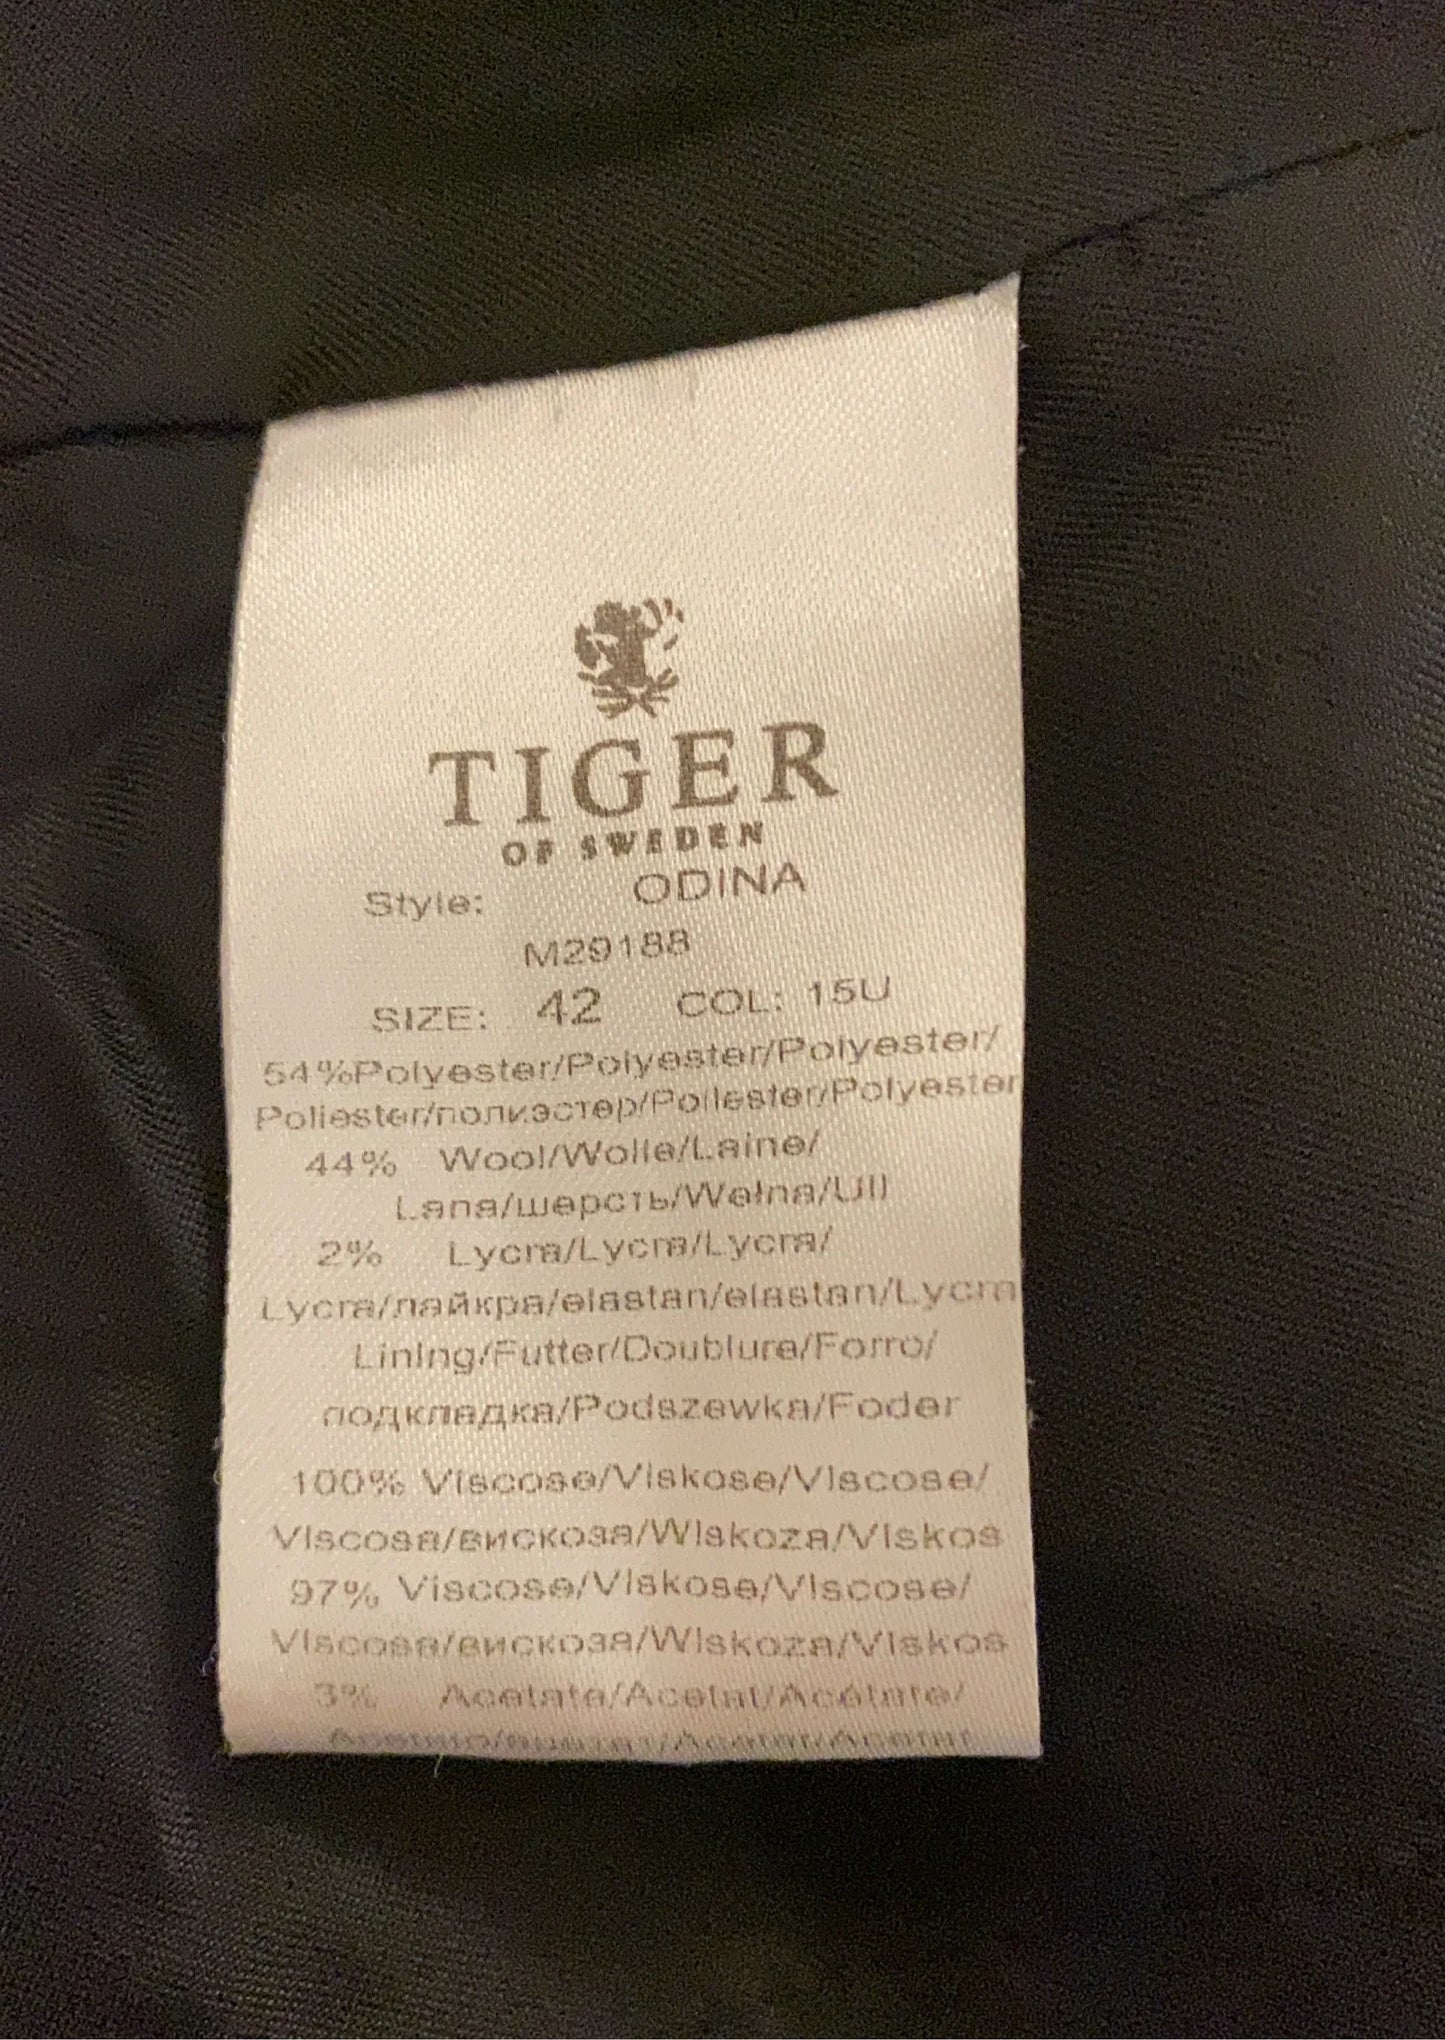 TIGER
OF SWEDEN
Style: ODINA
M29188
SIZE: 42 COL: 15U
54%Polyester/Polyester/Polyester/
Poliester/полиэстер/Poliester/Polyester
44% Wool/Wolle/Laine/
Lana/шерсть/Wełna/Ull
2% Lycra/Lycra/Lycra/
Lycra/лайкра/elastan/elastan/Lycra
Lining/Futter/Doublure/Forro/
подкладка/Podszewka/Foder
100% Viscose/Viskose/Viscose/
Viscosa/вискоза/Wiskoza/Viskos
97% Viscose/Viskose/Viscose/
Viscosa/вискоза/Wiskoza/Viskos
3% Acetate/Acetat/Acétate/